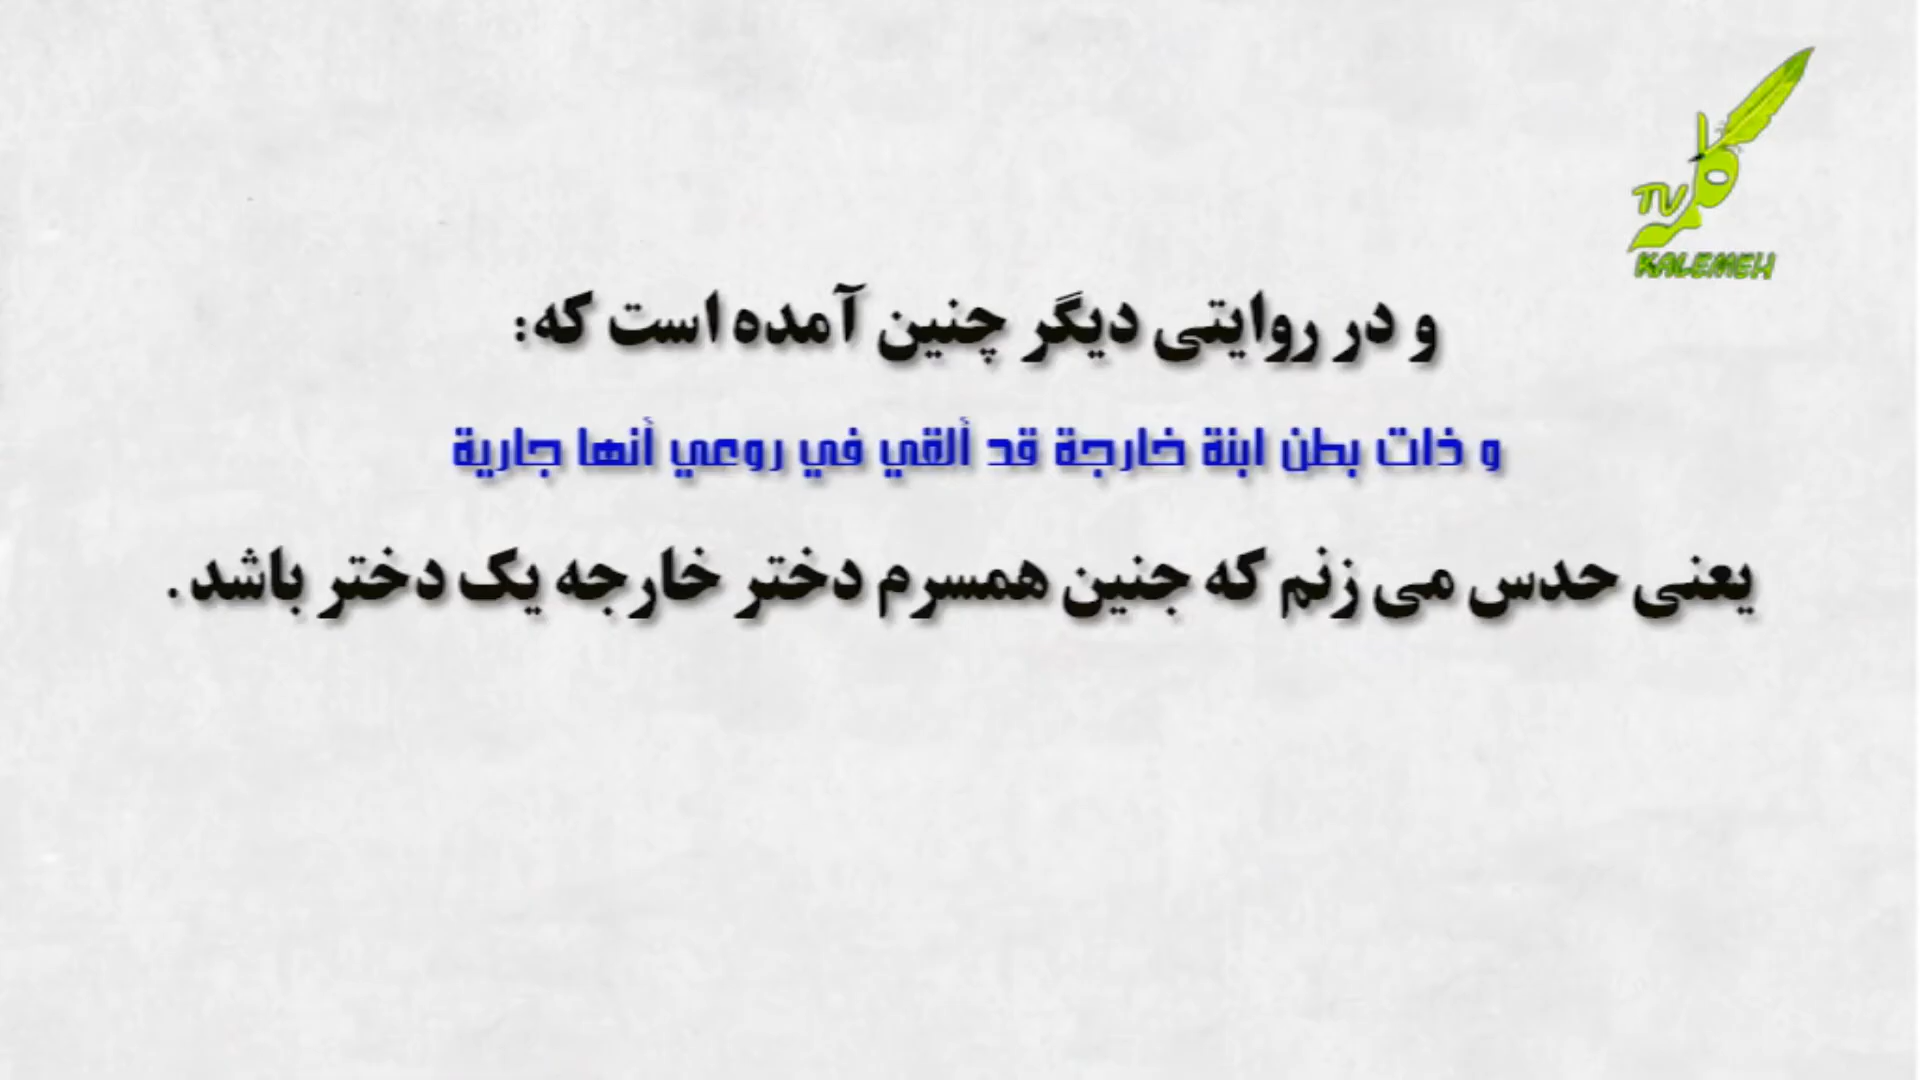 TV
KALEMEH
و در روایتی دیگر چنین آمده است که:
و ذات بطن ابنة خارجة قد ألقي في روعي أنها جارية
یعنی حدس می زنم که جنین همسرم دختر خارجه یک دختر باشد.